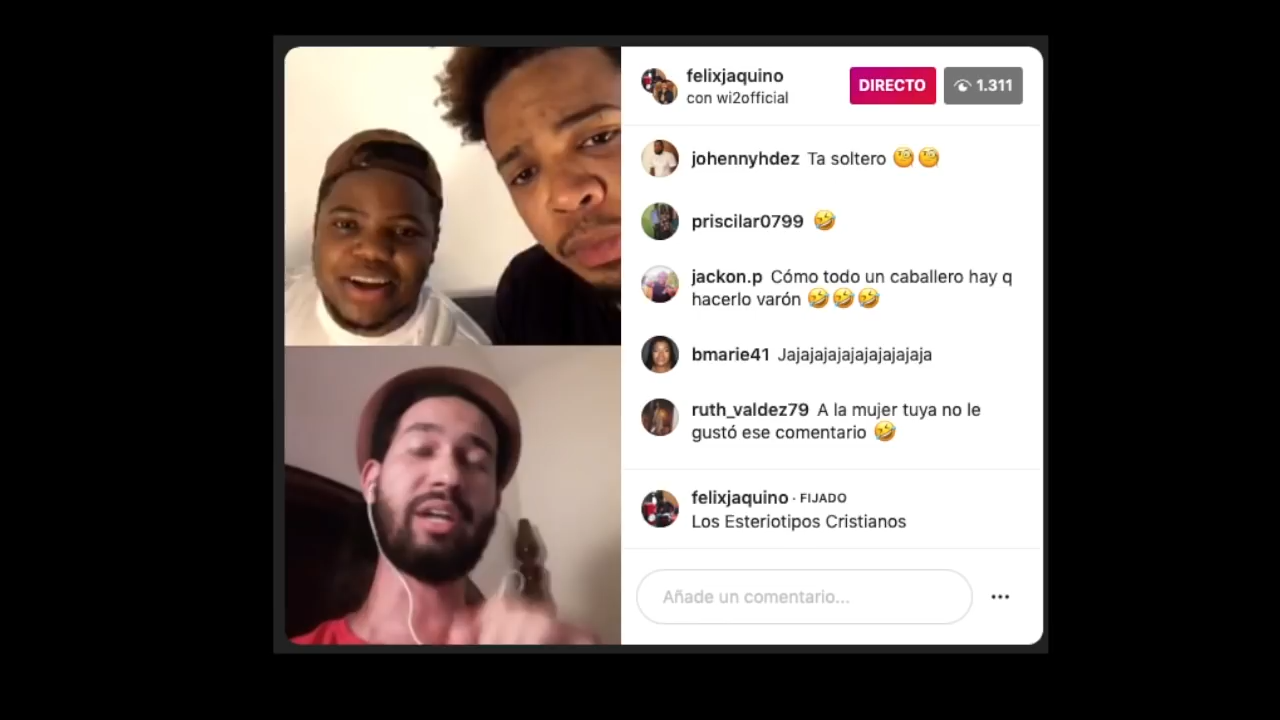 felixjaquino
con wi2official
DIRECTO
1.311
johennyhdez Ta soltero 🧐🧐
priscilar0799 🤣
jackon.p Cómo todo un caballero hay q
hacerlo varón 🤣🤣🤣
bmarie41 Jajajajajajajajajaja
ruth_valdez79 A la mujer tuya no le
gustó ese comentario 🤣
felixjaquino · FIJADO
Los Esteriotipos Cristianos
Añade un comentario...